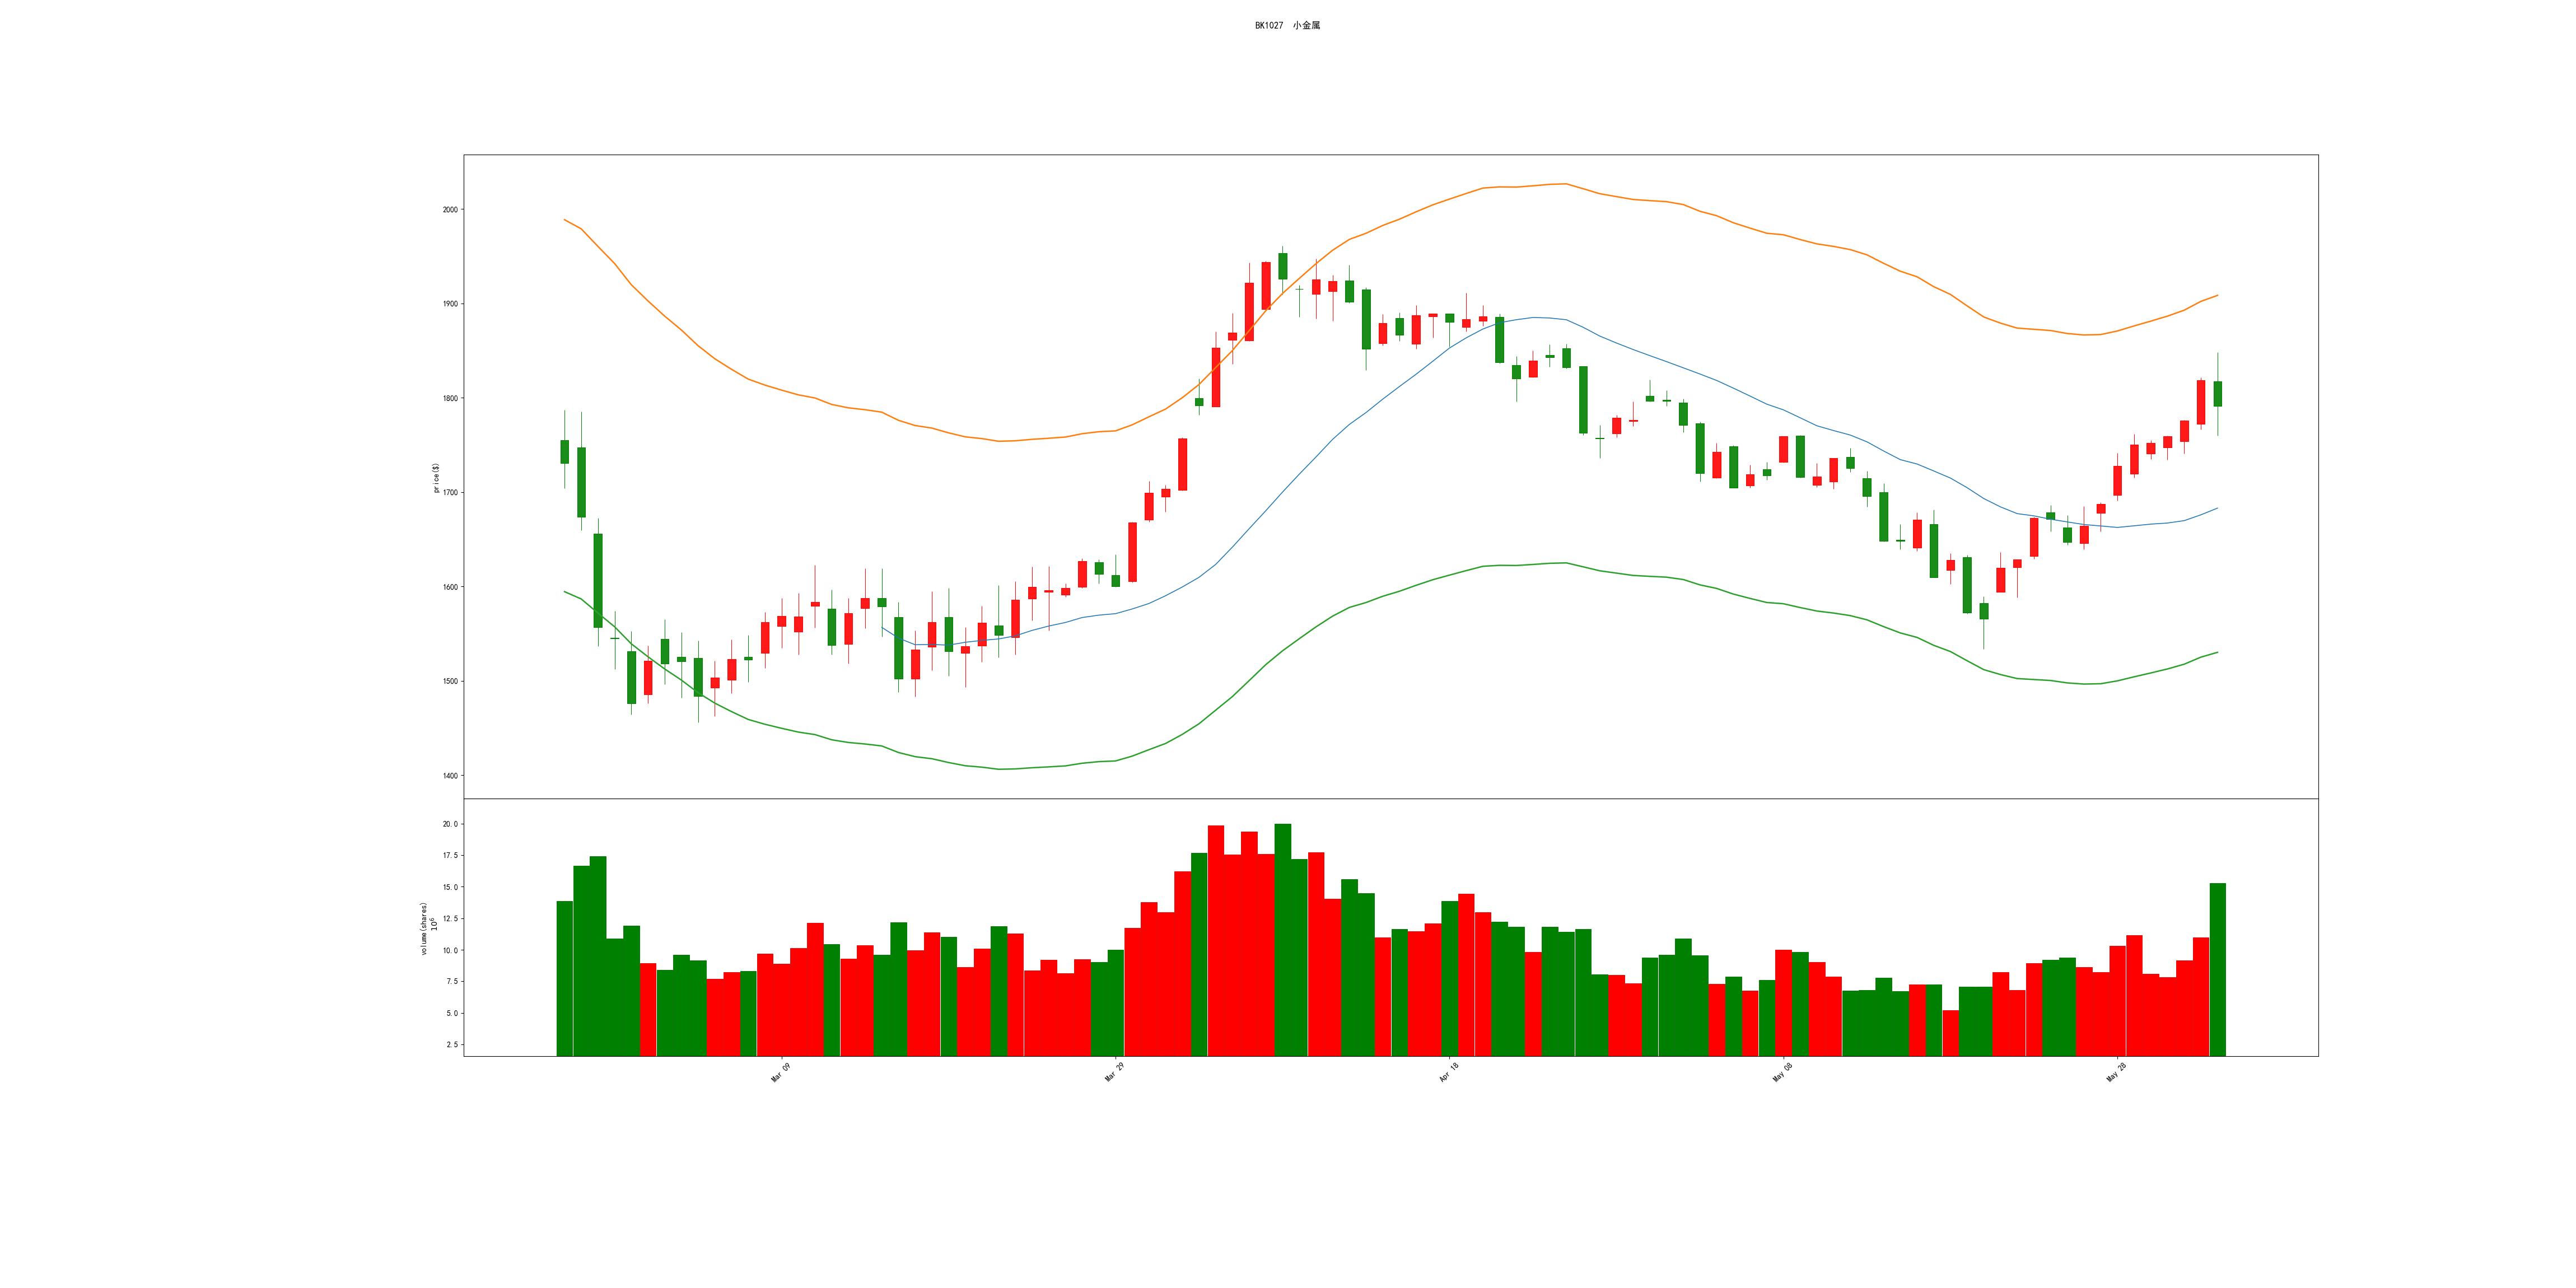 BK1027 小金属
2000
1900
1800
1700
1600
1500
1400
price($)
20.0
17.5
15.0
12.5
10.0
7.5
5.0
2.5
volume(shares)
10^6
Mar 09
Mar 29
Apr 18
May 08
May 28